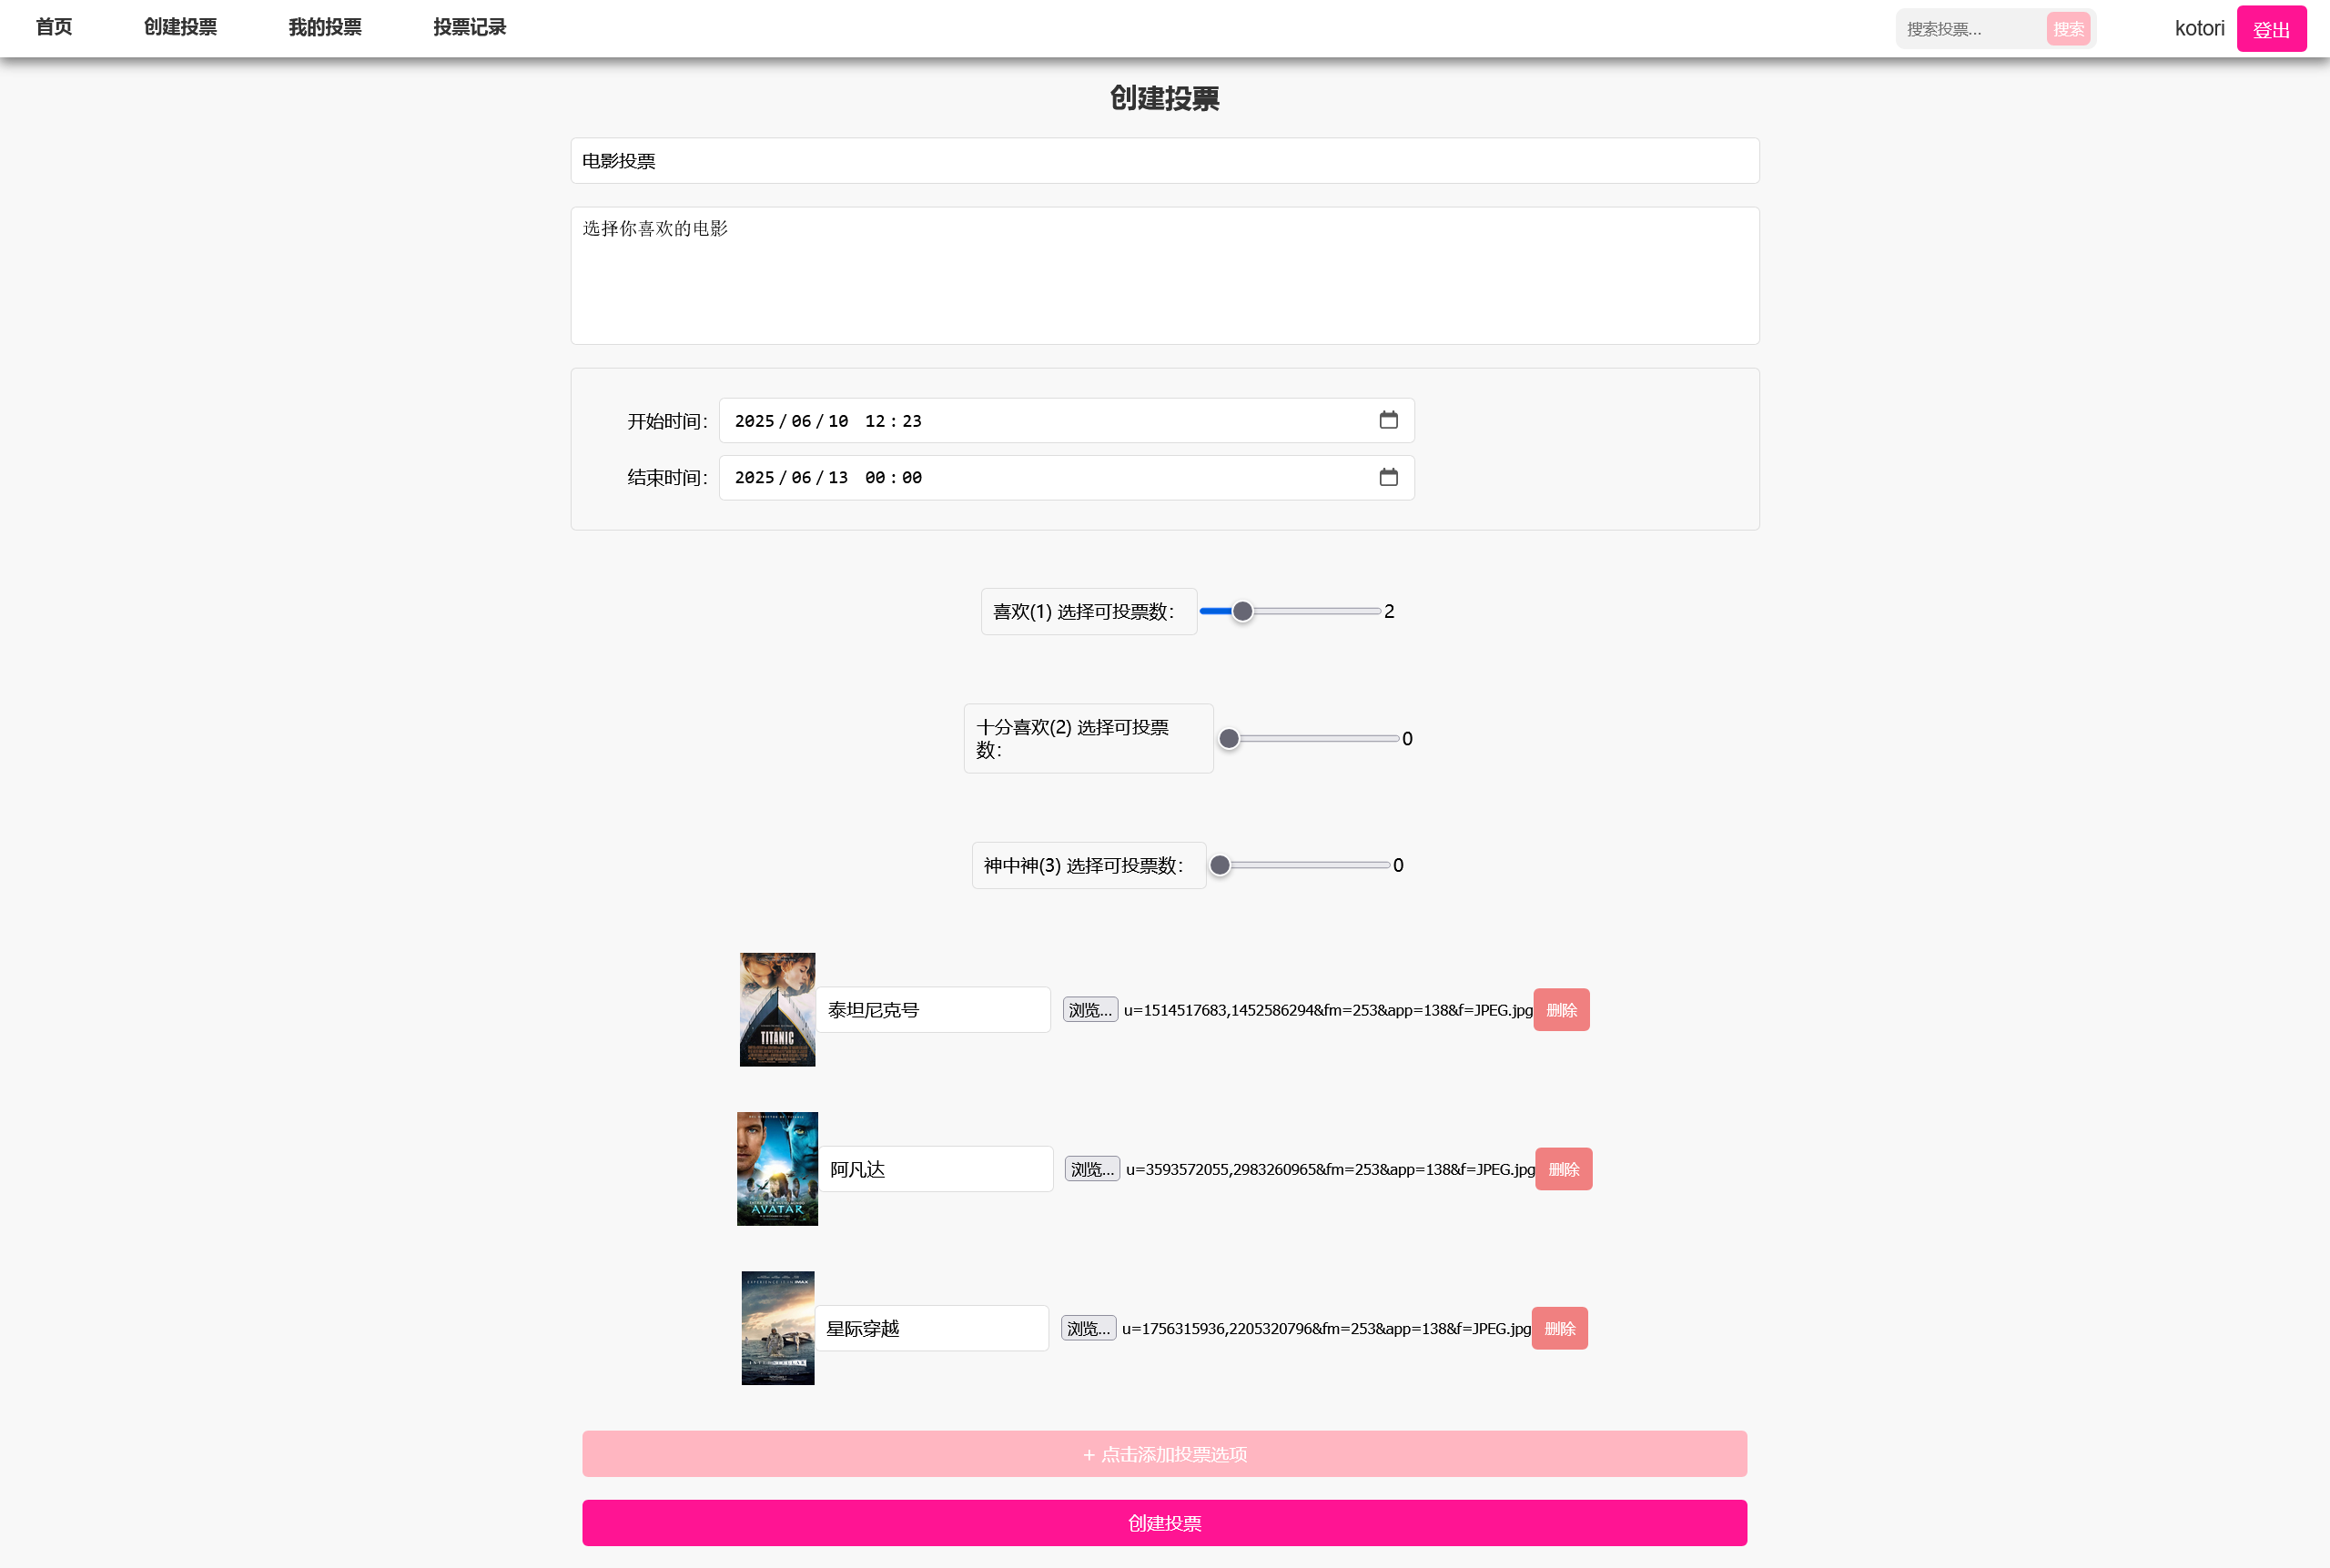 首页 创建投票 我的投票 投票记录 搜索投票... 搜索 kotori 登出
创建投票
电影投票
选择你喜欢的电影
开始时间： 2025/06/10 12:23
结束时间： 2025/06/13 00:00
喜欢(1) 选择可投票数： 2
十分喜欢(2) 选择可投票
数： 0
神中神(3) 选择可投票数： 0
TITANIC
泰坦尼克号 浏览... u=1514517683,1452586294&fm=253&app=138&f=JPEG.jpg 删除
AVATAR
阿凡达 浏览... u=3593572055,2983260965&fm=253&app=138&f=JPEG.jpg 删除
星际穿越 浏览... u=1756315936,2205320796&fm=253&app=138&f=JPEG.jpg 删除
+ 点击添加投票选项
创建投票